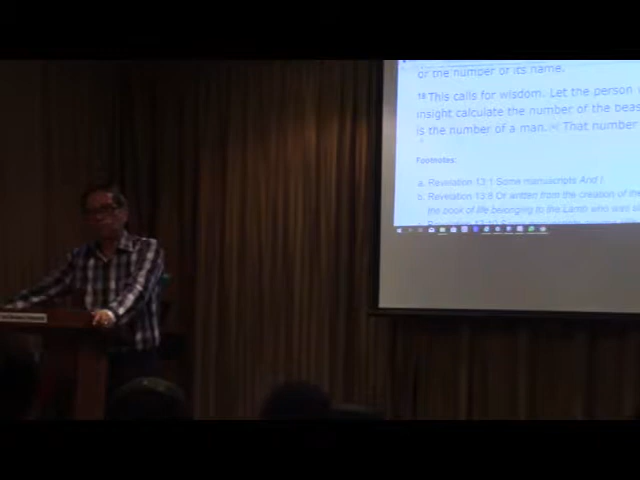 or the number of its name.
18 This calls for wisdom. Let the person
insight calculate the number of the beas
is the number of a man.[e] That number
Footnotes:
a. Revelation 13:1 Some manuscripts And I
b. Revelation 13:8 Or written from the creation of the
the book of life belonging to the Lamb who was